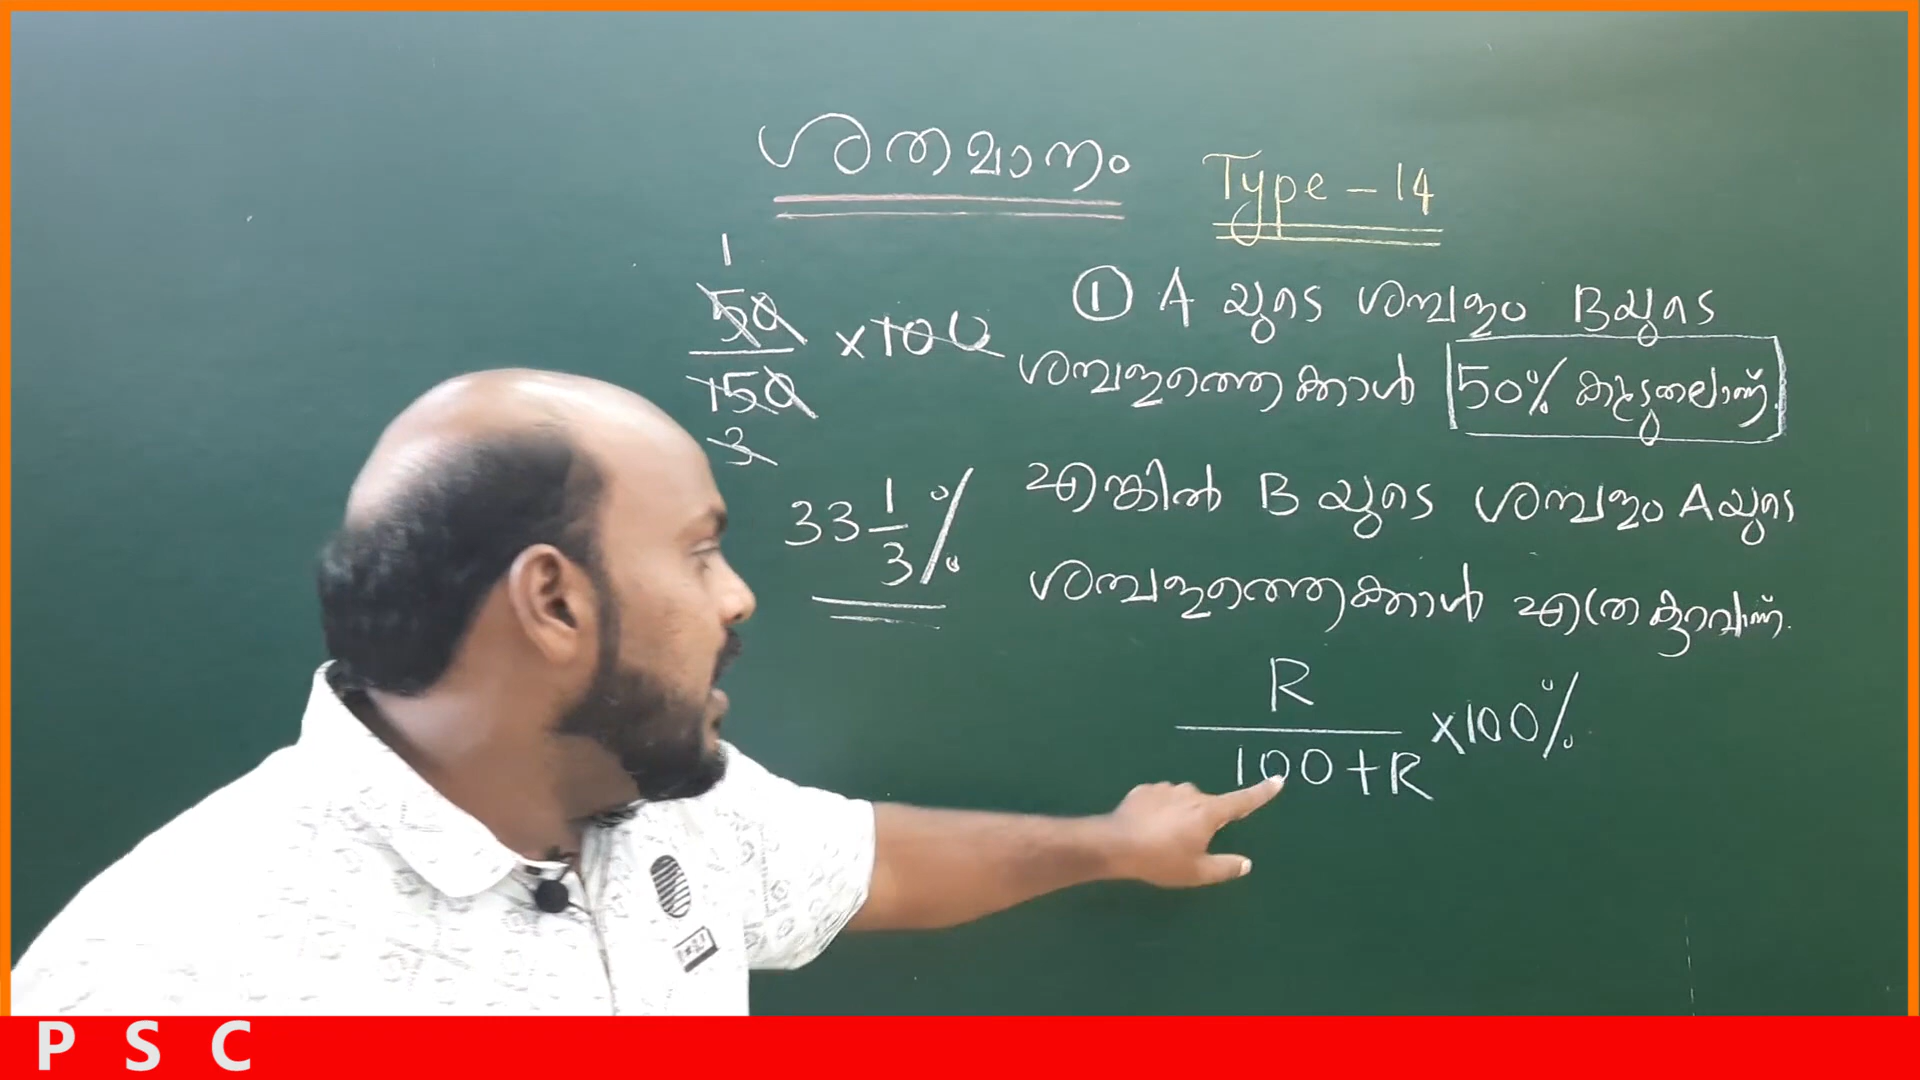 ശതമാനം Type - 14
① A യുടെ ശമ്പളം B യുടെ
ശമ്പളത്തെക്കാൾ 50% കൂടുതലാണ്.
എങ്കിൽ B യുടെ ശമ്പളം A യുടെ
ശമ്പളത്തെക്കാൾ എത്ര കുറവാണ്.
R
100+R
×100%
1
50
150
3
×100
33 1/3 %
PSC